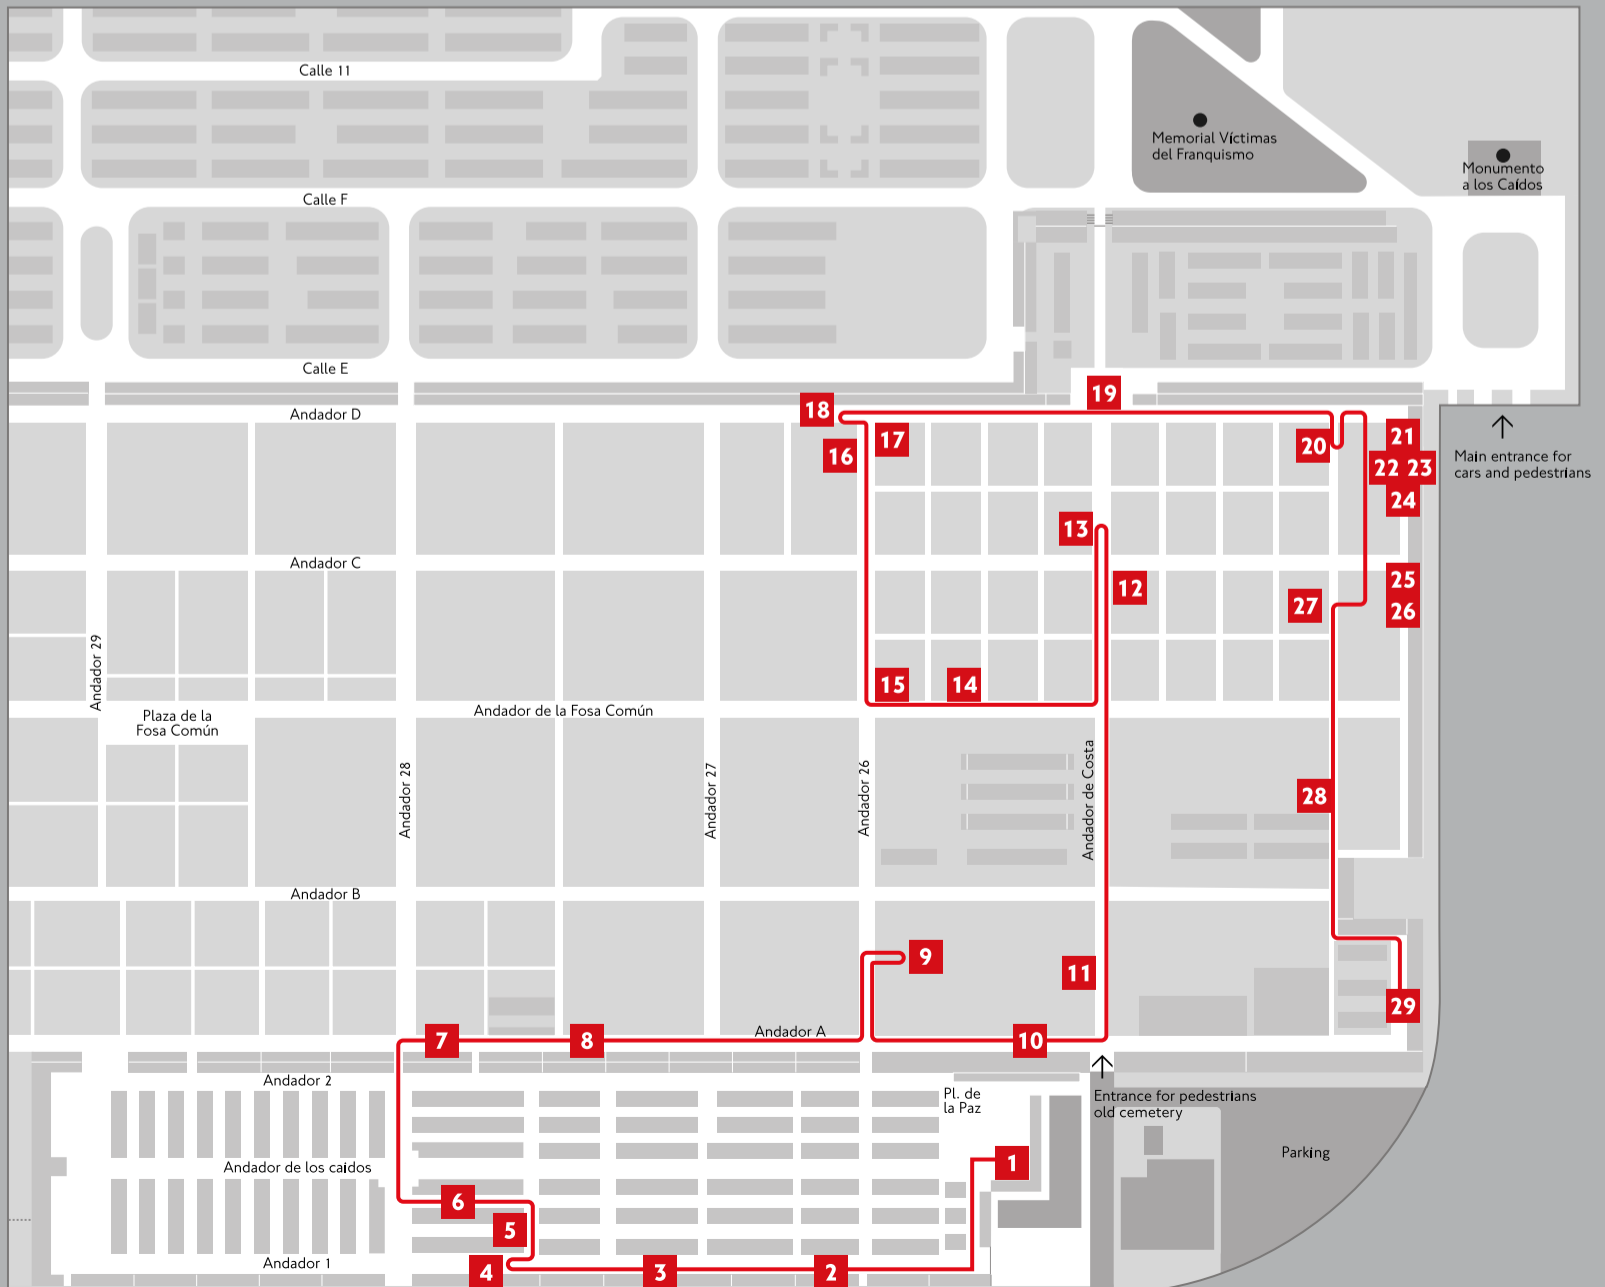 Calle 11
Memorial Víctimas
del Franquismo
Monumento
a los Caídos
Calle F
Calle E
Andador D
18
19
17
16
20
21
22 23
24
Main entrance for
cars and pedestrians
13
Andador C
12
25
26
27
Andador 29
15
14
Plaza de la
Fosa Común
Andador de la Fosa Común
Andador 28
Andador 27
Andador 26
Andador de Costa
28
Andador B
9
11
29
7
8
Andador A
10
Andador 2
Pl. de
la Paz
Entrance for pedestrians
old cemetery
Parking
1
Andador de los caidos
6
5
Andador 1
4
3
2